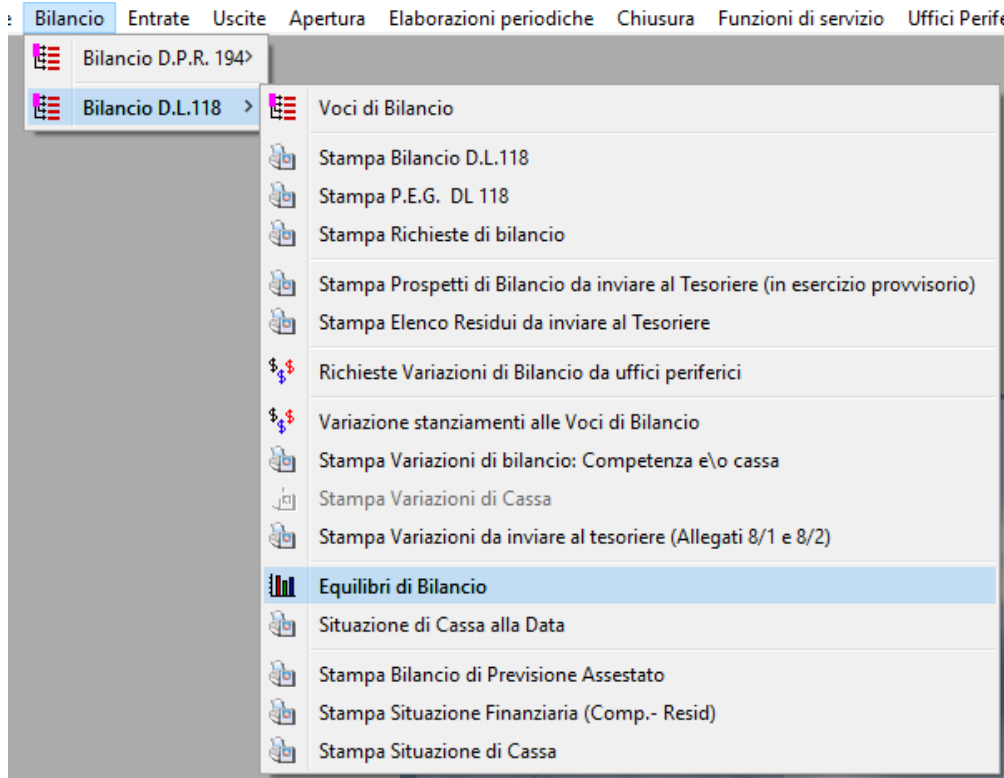 Bilancio Entrate Uscite Apertura Elaborazioni periodiche Chiusura Funzioni di servizio Uffici Perife
Bilancio D.P.R. 194
Bilancio D.L.118
Voci di Bilancio
Stampa Bilancio D.L.118
Stampa P.E.G. DL 118
Stampa Richieste di bilancio
Stampa Prospetti di Bilancio da inviare al Tesoriere (in esercizio provvisorio)
Stampa Elenco Residui da inviare al Tesoriere
Richieste Variazioni di Bilancio da uffici periferici
Variazione stanziamenti alle Voci di Bilancio
Stampa Variazioni di bilancio: Competenza e\o cassa
Stampa Variazioni di Cassa
Stampa Variazioni da inviare al tesoriere (Allegati 8/1 e 8/2)
Equilibri di Bilancio
Situazione di Cassa alla Data
Stampa Bilancio di Previsione Assestato
Stampa Situazione Finanziaria (Comp.- Resid)
Stampa Situazione di Cassa